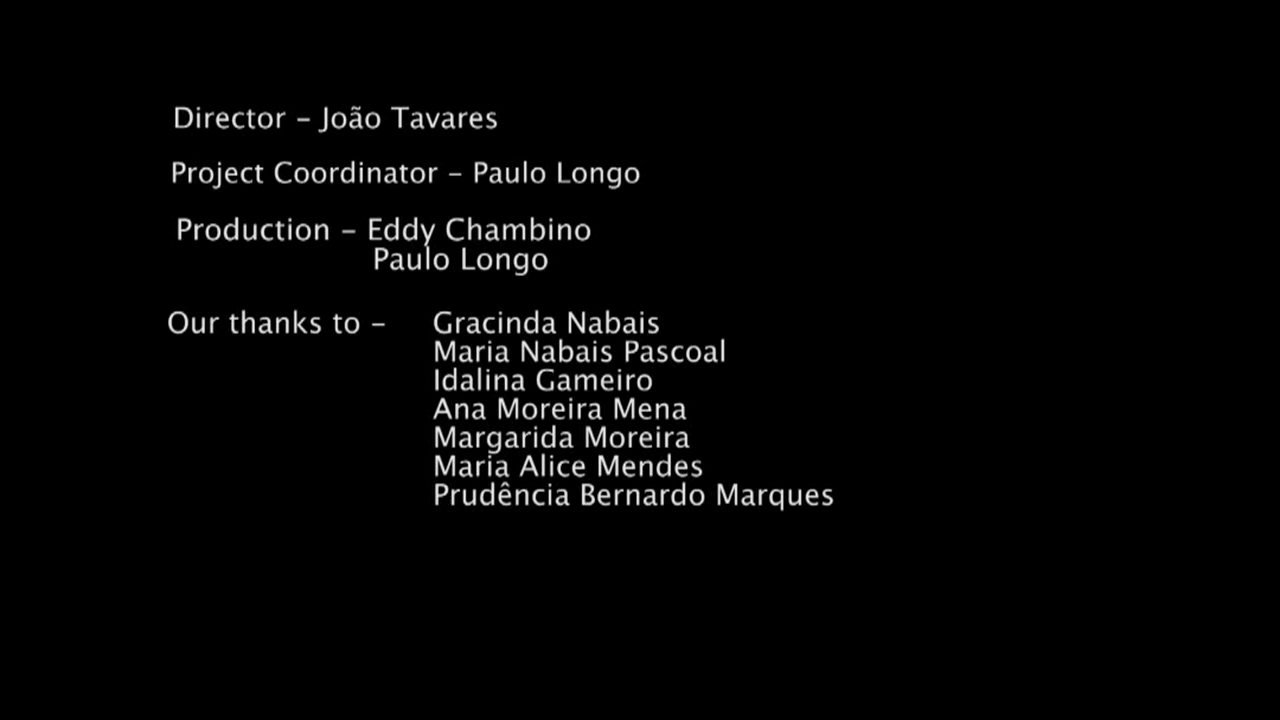 Director – João Tavares
Project Coordinator – Paulo Longo
Production – Eddy Chambino
Paulo Longo
Our thanks to – Gracinda Nabais
Maria Nabais Pascoal
Idalina Gameiro
Ana Moreira Mena
Margarida Moreira
Maria Alice Mendes
Prudência Bernardo Marques